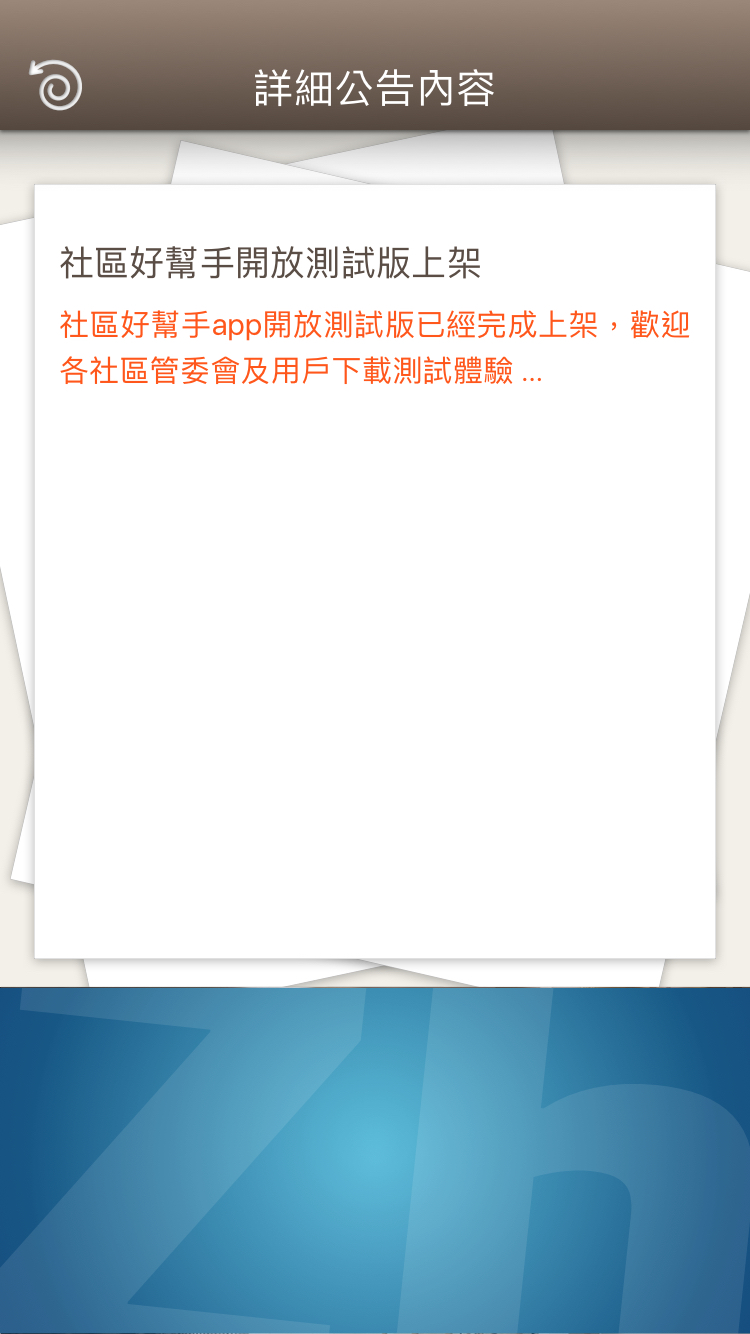 詳細公告內容
社區好幫手開放測試版上架
社區好幫手app開放測試版已經完成上架，歡迎
各社區管委會及用戶下載測試體驗 ...
Zh